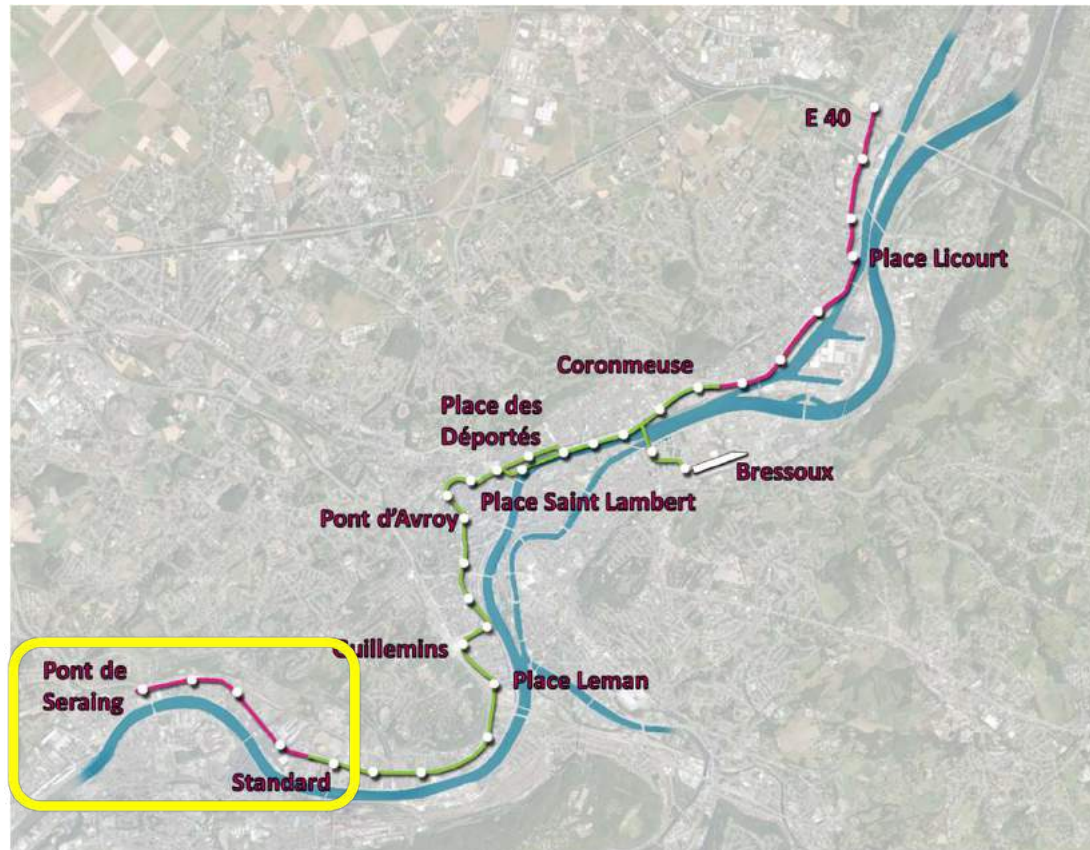 E 40
Place Licourt
Coronmeuse
Place des
Déportés
Bressoux
Place Saint Lambert
Pont d'Avroy
Guillemins
Pont de
Seraing
Place Leman
Standard